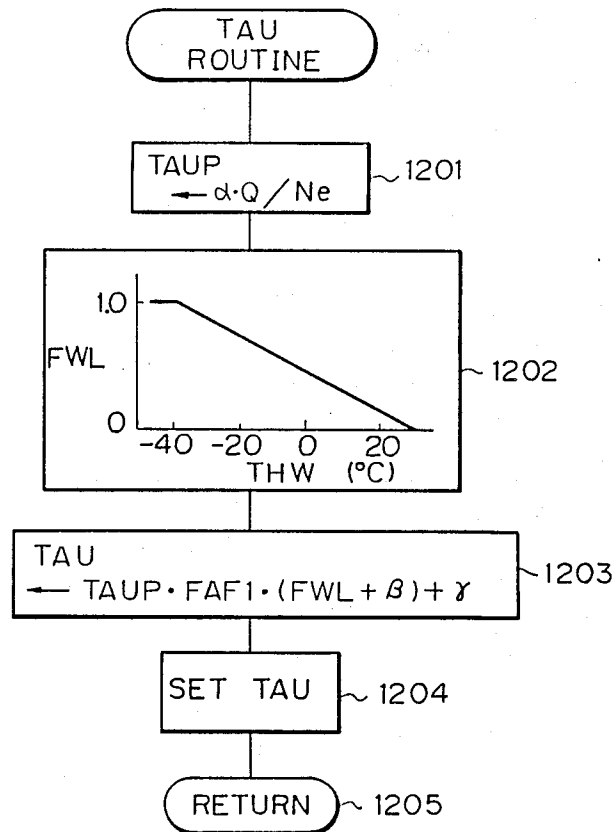 TAU
ROUTINE
TAUP
← α·Q/Ne
1201
1.0
FWL
0
-40 -20 0 20
THW (°C)
1202
TAU
← TAUP·FAF1·(FWL+β)+γ
1203
SET TAU
1204
RETURN
1205